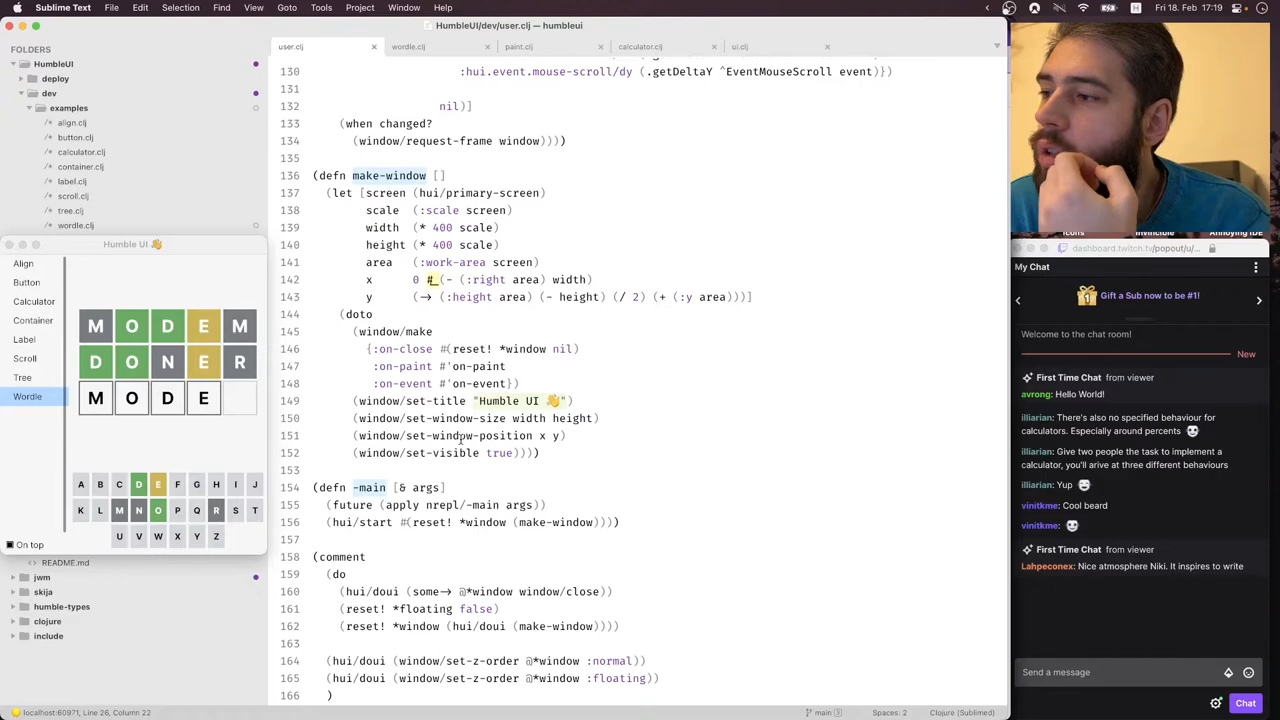 Sublime Text File Edit Selection Find View Goto Tools Project Window Help Fri 18. Feb 17:19
HumbleUI/dev/user.clj — humbleui
FOLDERS
HumbleUI
deploy
dev
examples
align.clj
button.clj
calculator.clj
container.clj
label.clj
scroll.clj
tree.clj
wordle.clj
Humble UI 👋
Align
Button
Calculator
Container
Label
Scroll
Tree
Wordle
On top
M O D E M
D O N E R
M O D E
A B C D E F G H I J
K L M N O P Q R S T
U V W X Y Z
README.md
jwm
skija
humble-types
clojure
include
user.clj wordle.clj paint.clj calculator.clj ui.clj
130 :hui.event.mouse-scroll/dy (.getDeltaY ^EventMouseScroll event)})
131
132 nil)]
133 (when changed?
134 (window/request-frame window))))
135
136 (defn make-window []
137 (let [screen (hui/primary-screen)
138 scale (:scale screen)
139 width (* 400 scale)
140 height (* 400 scale)
141 area (:work-area screen)
142 x 0 #_(- (:right area) width)
143 y (-> (:height area) (- height) (/ 2) (+ (:y area)))]
144 (doto
145 (window/make
146 {:on-close #(reset! *window nil)
147 :on-paint #'on-paint
148 :on-event #'on-event})
149 (window/set-title "Humble UI 👋")
150 (window/set-window-size width height)
151 (window/set-window-position x y)
152 (window/set-visible true))))
153
154 (defn -main [& args]
155 (future (apply nrepl/-main args))
156 (hui/start #(reset! *window (make-window))))
157
158 (comment
159 (do
160 (hui/doui (some-> @*window window/close))
161 (reset! *floating false)
162 (reset! *window (hui/doui (make-window))))
163
164 (hui/doui (window/set-z-order @*window :normal))
165 (hui/doui (window/set-z-order @*window :floating))
166 )
localhost:60971, Line 26, Column 22 main 3 Spaces: 2 Clojure (Sublimed)
Icons Invincible Annoying IDE
dashboard.twitch.tv/popout/u/...
My Chat
Gift a Sub now to be #1!
Welcome to the chat room!
New
First Time Chat from viewer
avrong: Hello World!
illiarian: There's also no specified behaviour for
calculators. Especially around percents
illiarian: Give two people the task to implement a
calculator, you'll arive at three different behaviours
illiarian: Yup
vinitkme: Cool beard
vinitkme:
First Time Chat from viewer
Lahpeconex: Nice atmosphere Niki. It inspires to write
Send a message
Chat